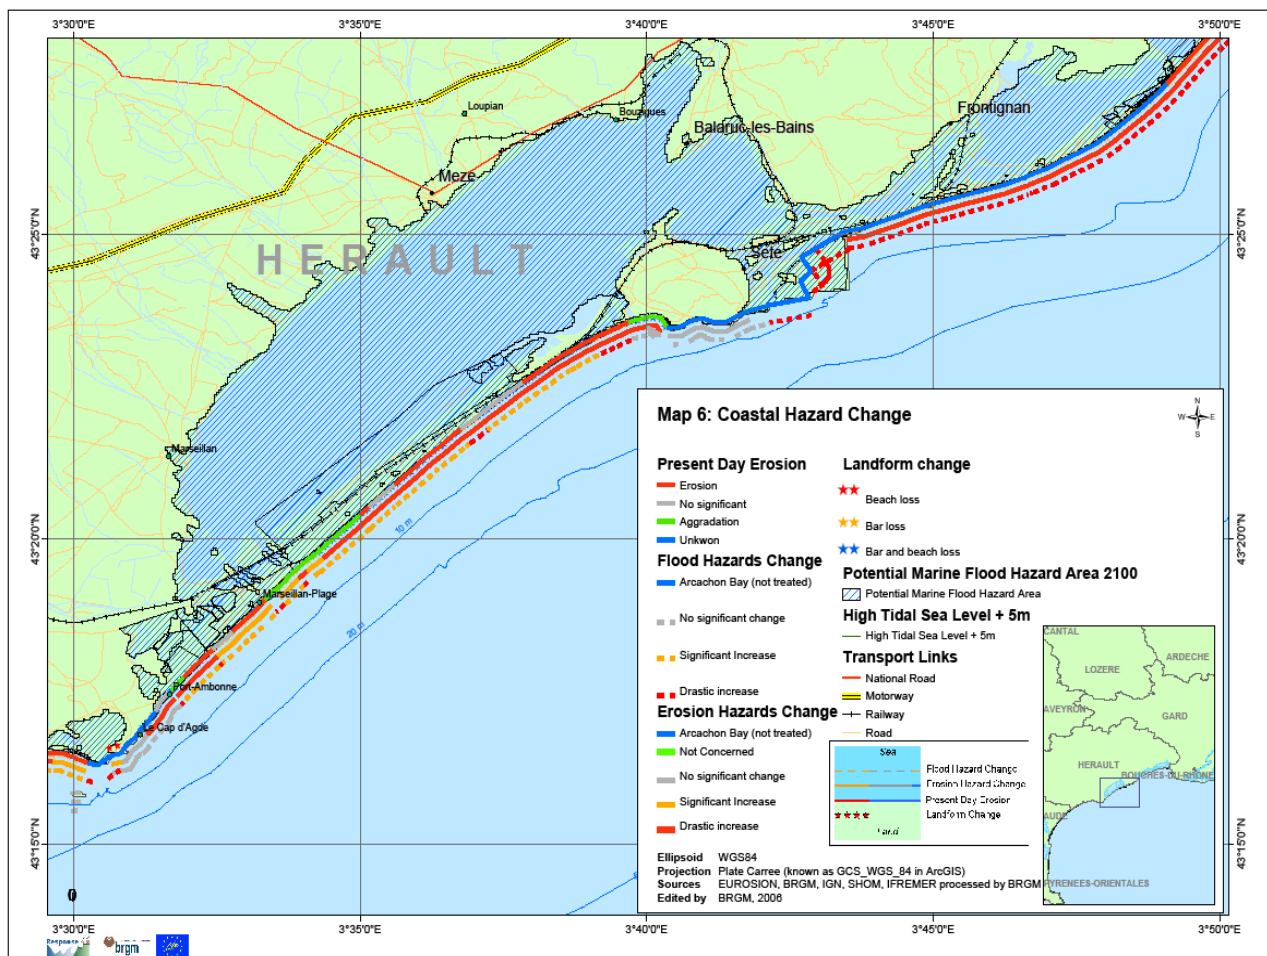 3°30'0"E 3°35'0"E 3°40'0"E 3°45'0"E 3°50'0"E
Loupian
Bouzigues
Frontignan
Balaruc-les-Bains
Meze
43°25'0"N 43°25'0"N
HERAULT
Sete
Marseillan
10 m
43°20'0"N 43°20'0"N
Marseillan-Plage
20 m
Port-Ambonne
Le Cap d'Agde
43°15'0"N 43°15'0"N
0
Map 6: Coastal Hazard Change
N
W E
S
Present Day Erosion
Erosion
No significant
Aggradation
Unkwon
Flood Hazards Change
Arcachon Bay (not treated)
No significant change
Significant Increase
Drastic increase
Erosion Hazards Change
Arcachon Bay (not treated)
Not Concerned
No significant change
Significant Increase
Drastic increase
Landform change
Beach loss
Bar loss
Bar and beach loss
Potential Marine Flood Hazard Area 2100
Potential Marine Flood Hazard Area
High Tidal Sea Level + 5m
High Tidal Sea Level + 5m
Transport Links
National Road
Motorway
Railway
Road
Sea
Flood Hazard Change
Erosion Hazard Change
Present Day Erosion
Landform Change
Land
CANTAL
ARDECHE
LOZERE
AVEYRON
GARD
HERAULT
BOUCHES-DU-RHONE
AUDE
PYRENEES-ORIENTALES
Ellipsoid WGS84
Projection Plate Carree (known as GCS_WGS_84 in ArcGIS)
Sources EUROSION, BRGM, IGN, SHOM, IFREMER processed by BRGM
Edited by BRGM, 2006
3°30'0"E 3°35'0"E 3°40'0"E 3°45'0"E 3°50'0"E
Response
brgm